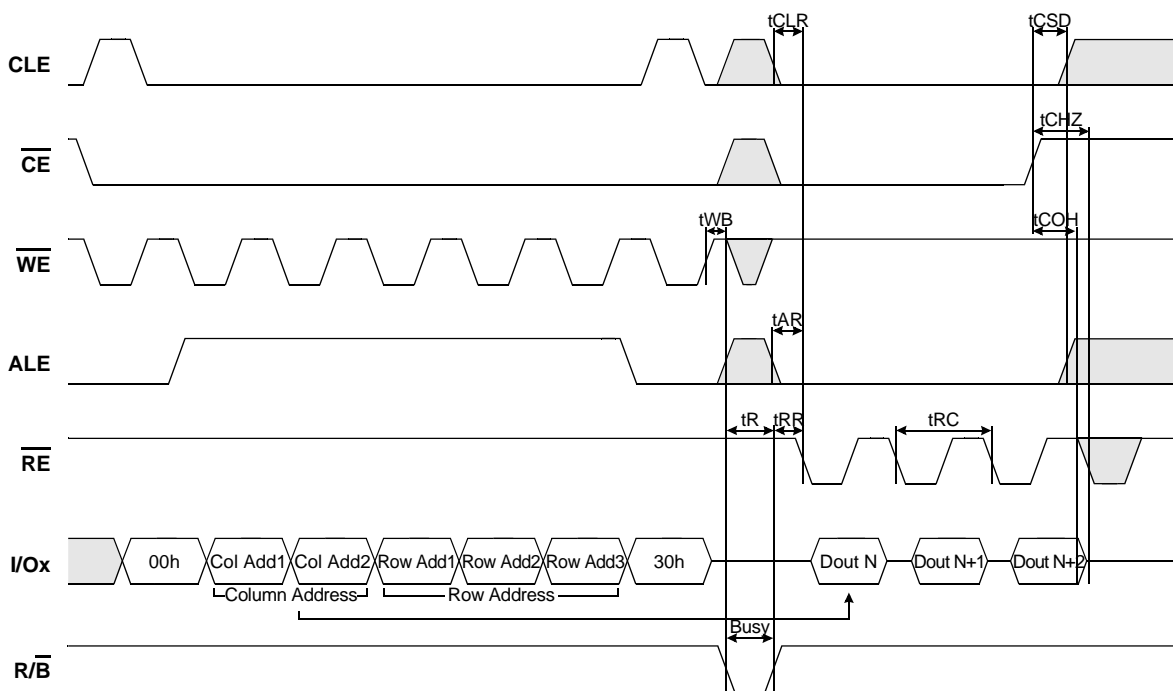 tCLR
tCSD
CLE
tCHZ
CE
tWB
tCOH
WE
tAR
ALE
tR
tRR
tRC
RE
I/Ox
00h
Col Add1
Col Add2
Row Add1
Row Add2
Row Add3
30h
Dout N
Dout N+1
Dout N+2
Column Address
Row Address
Busy
R/B